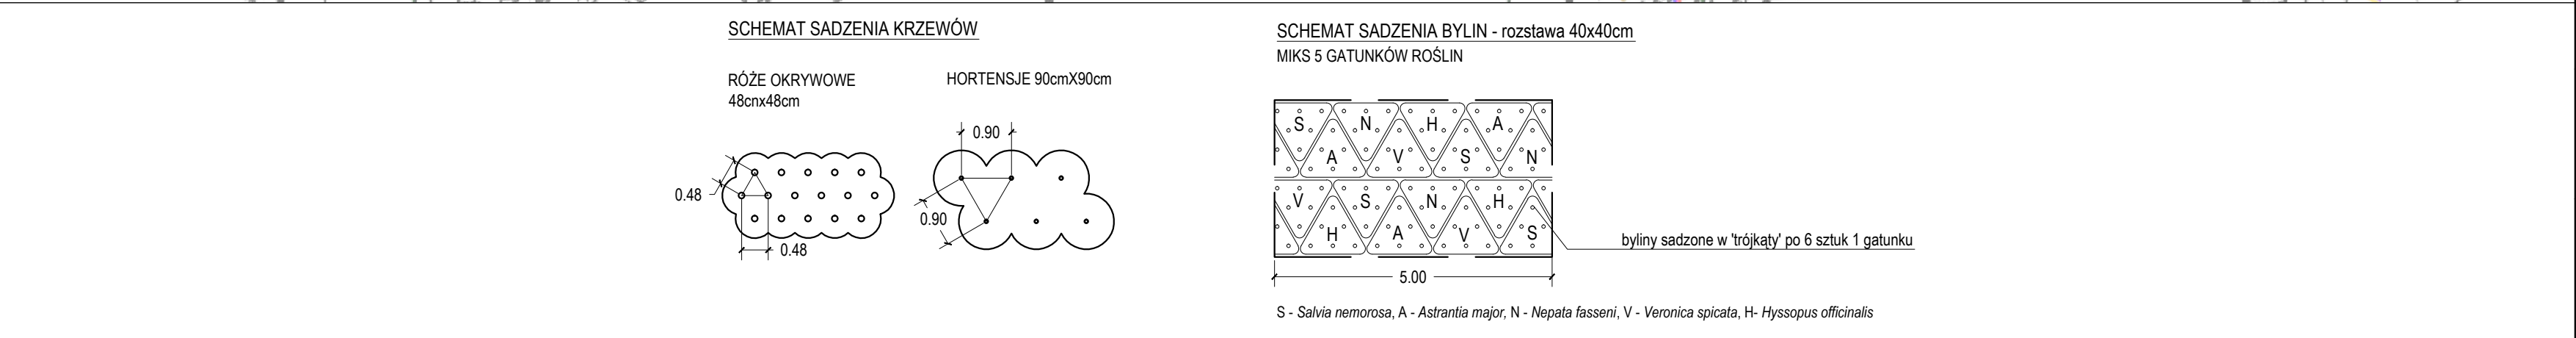 SCHEMAT SADZENIA KRZEWÓW
RÓŻE OKRYWOWE
48cnx48cm
HORTENSJE 90cmX90cm
0.90
0.90
0.48
0.48
SCHEMAT SADZENIA BYLIN - rozstawa 40x40cm
MIKS 5 GATUNKÓW ROŚLIN
S N H A
A V S N
V S N H
H A V S
byliny sadzone w 'trójkąty' po 6 sztuk 1 gatunku
5.00
S - Salvia nemorosa, A - Astrantia major, N - Nepata fasseni, V - Veronica spicata, H- Hyssopus officinalis